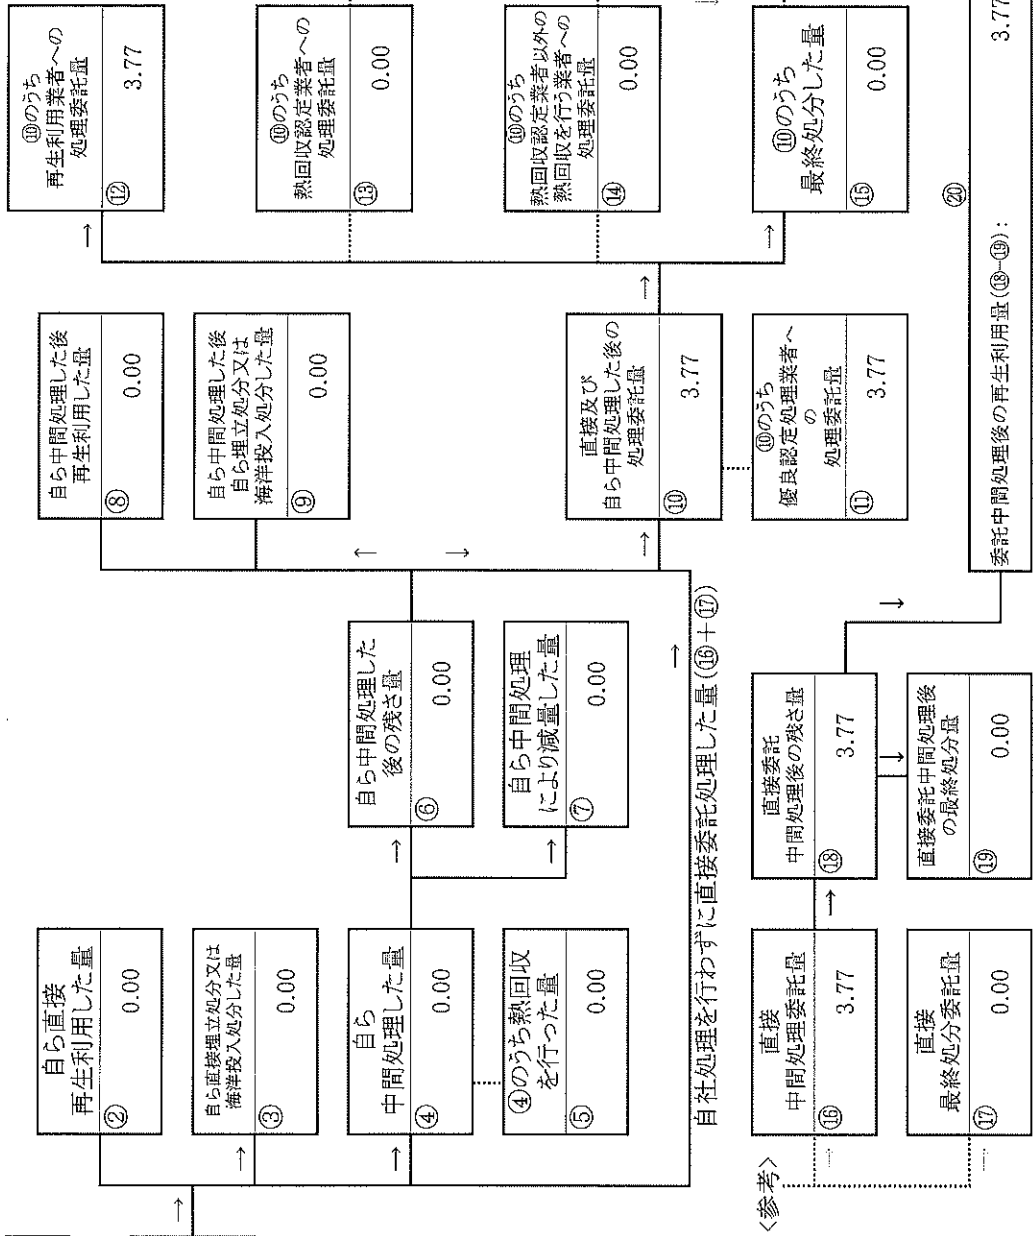 自ら直接
再生利用した量
②
0.00
自ら直接埋立処分又は
海洋投入処分した量
③
0.00
自ら
中間処理した量
④
0.00
④のうち熱回収
を行った量
⑤
0.00
自ら中間処理した
後の残さ量
⑥
0.00
自ら中間処理
により減量した量
⑦
0.00
自ら中間処理した後
再生利用した量
⑧
0.00
自ら中間処理した後
自ら埋立処分又は
海洋投入処分した量
⑨
0.00
直接及び
自ら中間処理した後の
処理委託量
⑩
3.77
⑩のうち
優良認定処理業者へ
の
処理委託量
⑪
3.77
⑩のうち
再生利用業者への
処理委託量
⑫
3.77
⑩のうち
熱回収認定業者への
処理委託量
⑬
0.00
⑩のうち
熱回収認定業者以外の
熱回収を行う業者への
処理委託量
⑭
0.00
⑩のうち
最終処分した量
⑮
0.00
自社処理を行わずに直接委託処理した量(⑯+⑰)
<参考>
直接
中間処理委託量
⑯
3.77
直接
最終処分委託量
⑰
0.00
直接委託
中間処理後の残さ量
⑱
3.77
直接委託中間処理後
の最終処分量
⑲
0.00
⑳
委託中間処理後の再生利用量(⑱-⑲):
3.77